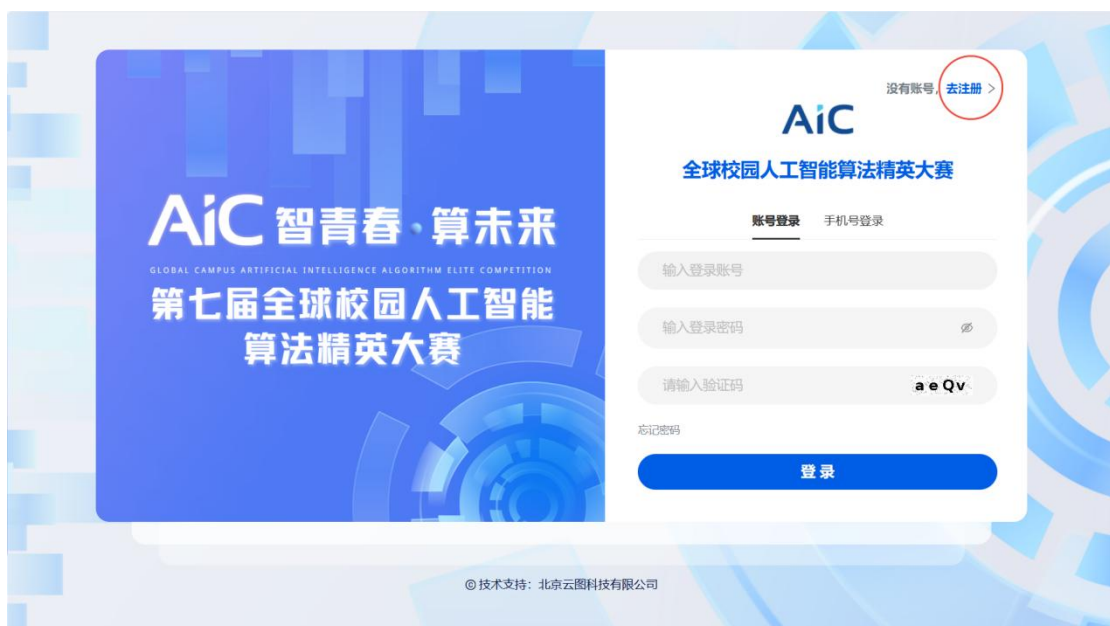 AiC 智青春·算未来
GLOBAL CAMPUS ARTIFICIAL INTELLIGENCE ALGORITHM ELITE COMPETITION
第七届全球校园人工智能
算法精英大赛
没有账号，去注册 >
AiC
全球校园人工智能算法精英大赛
账号登录 手机号登录
输入登录账号
输入登录密码
请输入验证码 aeQv
忘记密码
登录
©技术支持：北京云图科技有限公司